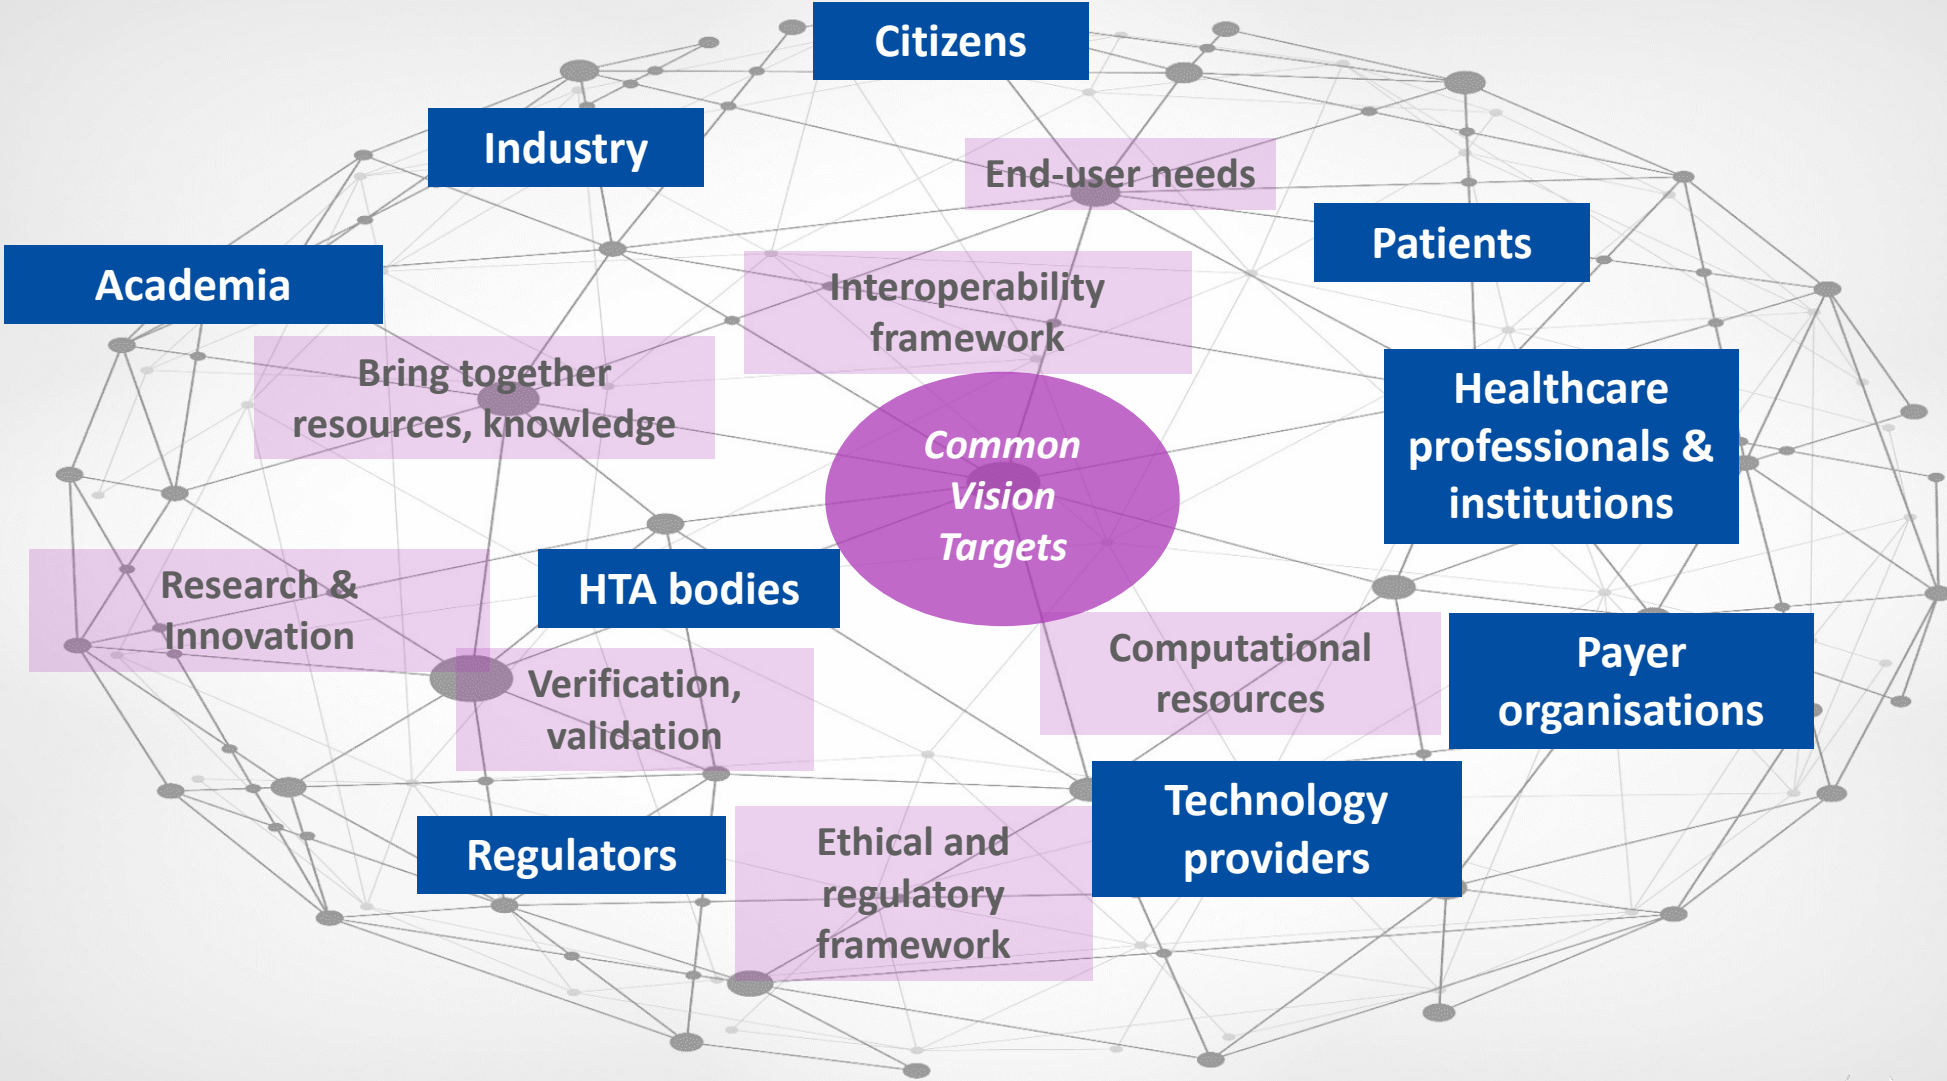 Citizens
Industry
End-user needs
Patients
Academia
Interoperability
framework
Bring together
resources, knowledge
Healthcare
professionals &
institutions
Common
Vision
Targets
Research &
Innovation
HTA bodies
Verification,
validation
Computational
resources
Payer
organisations
Technology
providers
Regulators
Ethical and
regulatory
framework